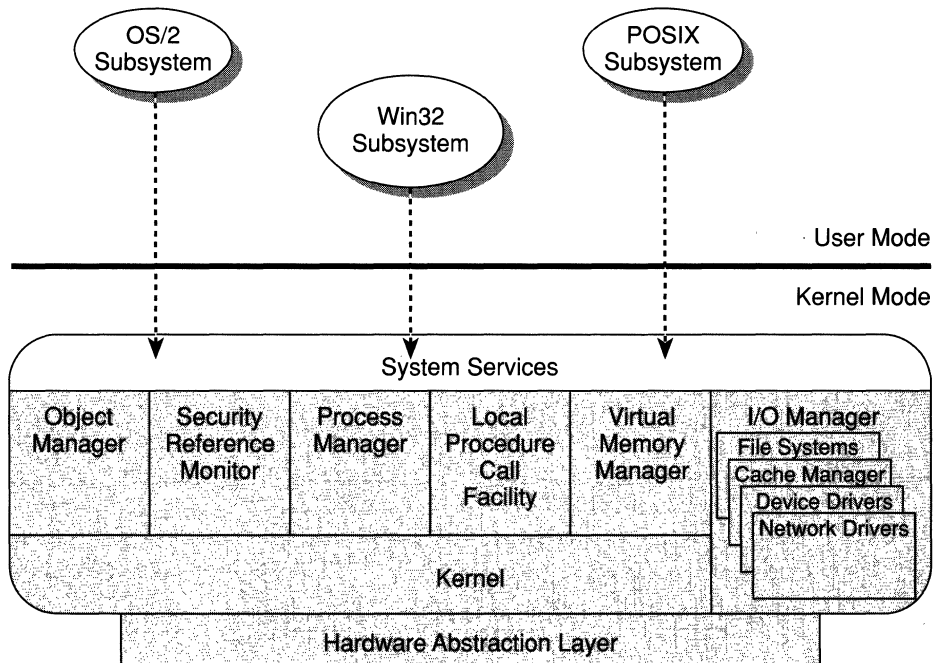 OS/2
Subsystem
POSIX
Subsystem
Win32
Subsystem
User Mode
Kernel Mode
System Services
Object
Manager
Security
Reference
Monitor
Process
Manager
Local
Procedure
Call
Facility
Virtual
Memory
Manager
I/O Manager
File Systems
Cache Manager
Device Drivers
Network Drivers
Kernel
Hardware Abstraction Layer